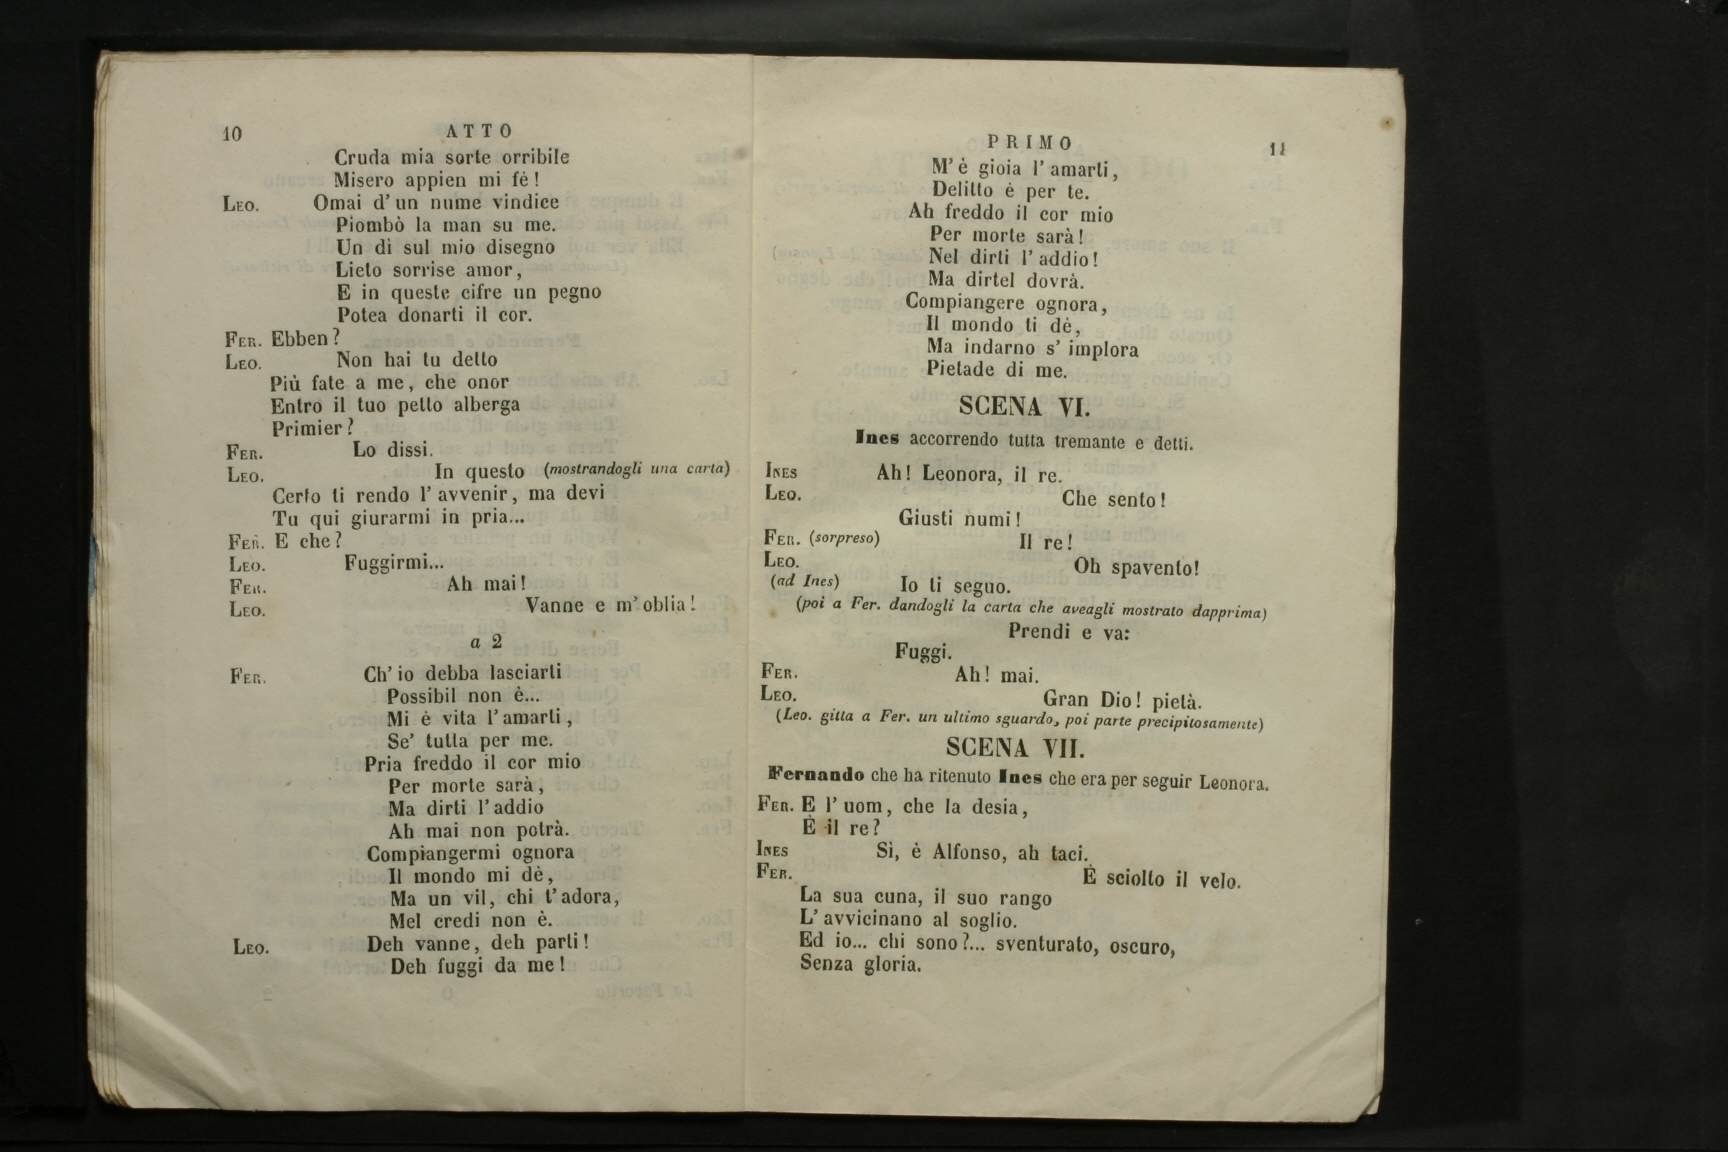 10
ATTO
Cruda mia sorte orribile
Misero appien mi fè!
LEO. Omai d'un nume vindice
Piombò la man su me.
Un dì sul mio disegno
Lieto sorrise amor,
E in queste cifre un pegno
Potea donarti il cor.
FER. Ebben?
LEO. Non hai tu detto
Più fate a me, che onor
Entro il tuo petto alberga
Primier?
FER. Lo dissi.
LEO. In questo (mostrandogli una carta)
Certo ti rendo l'avvenir, ma devi
Tu qui giurarmi in pria...
FER. E che?
LEO. Fuggirmi...
FER. Ah mai!
LEO. Vanne e m'oblia!
a 2
FER. Ch'io debba lasciarti
Possibil non è...
Mi è vita l'amarti,
Se' tutta per me.
Pria freddo il cor mio
Per morte sarà,
Ma dirti l'addio
Ah mai non potrà.
Compiangermi ognora
Il mondo mi dè,
Ma un vil, chi t'adora,
Mel credi non è.
LEO. Deh vanne, deh parti!
Deh fuggi da me!
PRIMO
11
M'è gioia l'amarti,
Delitto è per te.
Ah freddo il cor mio
Per morte sarà!
Nel dirti l'addio!
Ma dirtel dovrà.
Compiangere ognora,
Il mondo ti dè,
Ma indarno s'implora
Pietade di me.
SCENA VI.
Ines accorrendo tutta tremante e detti.
INES Ah! Leonora, il re.
LEO. Che sento!
Giusti numi!
FER. (sorpreso) Il re!
LEO. Oh spavento!
(ad Ines) Io ti seguo.
(poi a Fer. dandogli la carta che aveagli mostrato dapprima)
Prendi e va:
Fuggi.
FER. Ah! mai.
LEO. Gran Dio! pietà.
(Leo. gitta a Fer. un ultimo sguardo, poi parte precipitosamente)
SCENA VII.
Fernando che ha ritenuto Ines che era per seguir Leonora.
FER. E l'uom, che la desia,
È il re?
INES Sì, è Alfonso, ah taci.
FER. È sciolto il velo.
La sua cuna, il suo rango
L'avvicinano al soglio.
Ed io... chi sono?... sventurato, oscuro,
Senza gloria.